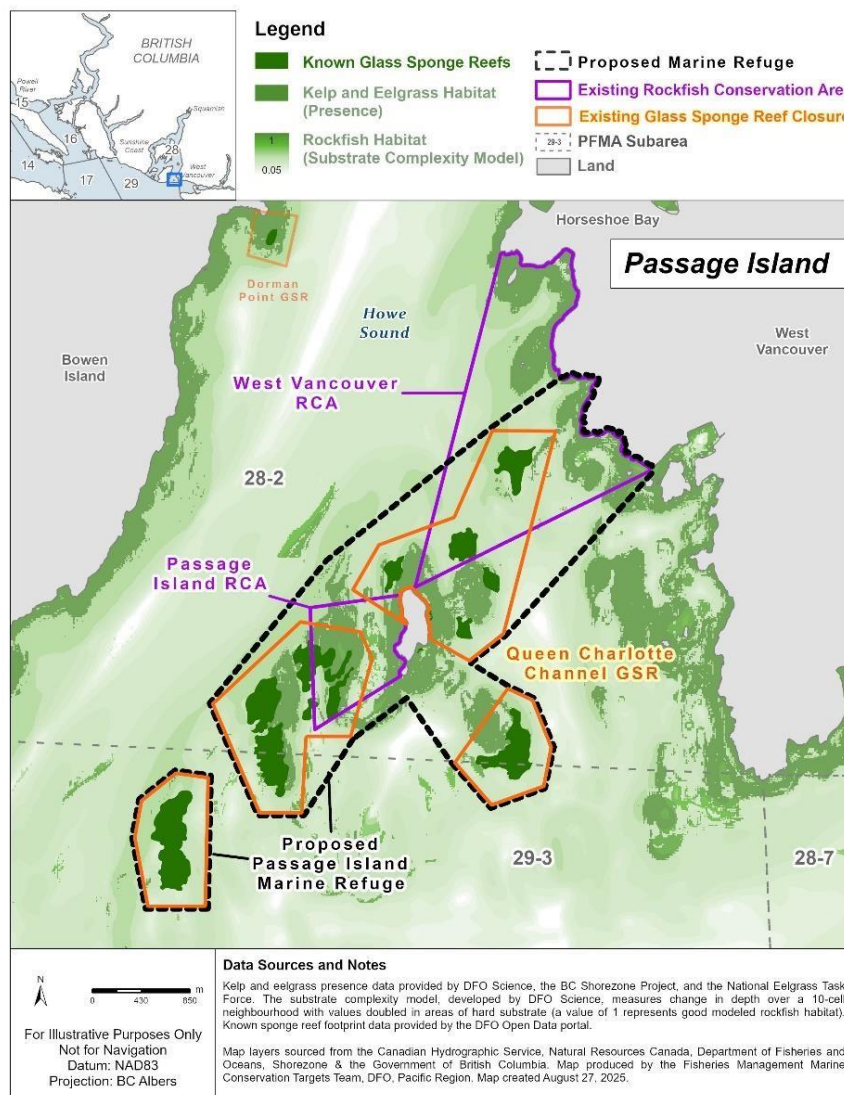 BRITISH
COLUMBIA
Powell
River
15
Squamish
16
Sunshine
Coast
28
West
Vancouver
14
17
29
Legend
Known Glass Sponge Reefs
Kelp and Eelgrass Habitat
(Presence)
1
Rockfish Habitat
(Substrate Complexity Model)
0.05
Proposed Marine Refuge
Existing Rockfish Conservation Are
Existing Glass Sponge Reef Closure
29-3 PFMA Subarea
Land
Horseshoe Bay
Passage Island
Dorman
Point GSR
Howe
Sound
Bowen
Island
West
Vancouver
West Vancouver
RCA
28-2
Passage
Island RCA
Queen Charlotte
Channel GSR
Proposed
Passage Island
Marine Refuge
29-3
28-7
N
m
0 430 850
For Illustrative Purposes Only
Not for Navigation
Datum: NAD83
Projection: BC Albers
Data Sources and Notes
Kelp and eelgrass presence data provided by DFO Science, the BC Shorezone Project, and the National Eelgrass Task
Force. The substrate complexity model, developed by DFO Science, measures change in depth over a 10-cell
neighbourhood with values doubled in areas of hard substrate (a value of 1 represents good modeled rockfish habitat).
Known sponge reef footprint data provided by the DFO Open Data portal.
Map layers sourced from the Canadian Hydrographic Service, Natural Resources Canada, Department of Fisheries and
Oceans, Shorezone & the Government of British Columbia. Map produced by the Fisheries Management Marine
Conservation Targets Team, DFO, Pacific Region. Map created August 27, 2025.